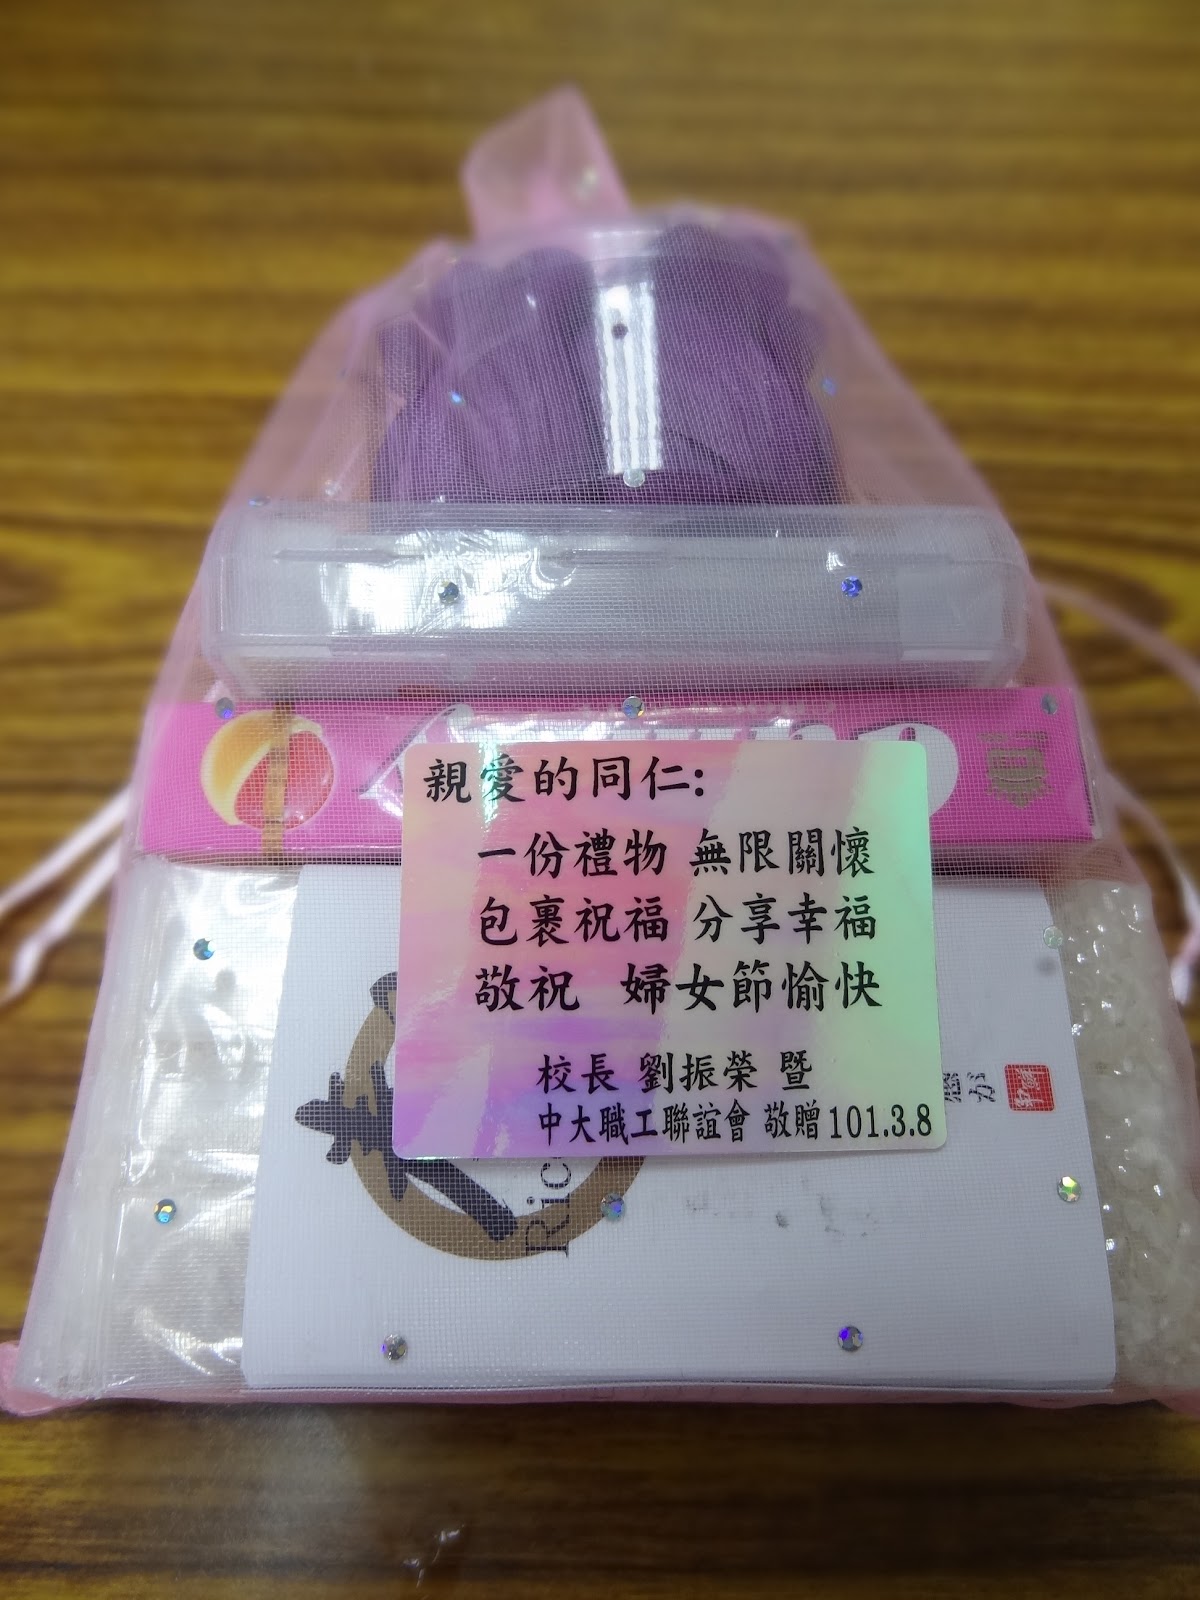 親愛的同仁:
一份禮物 無限關懷
包裹祝福 分享幸福
敬祝 婦女節愉快
校長 劉振榮 暨
中大職工聯誼會 敬贈101.3.8
Rice